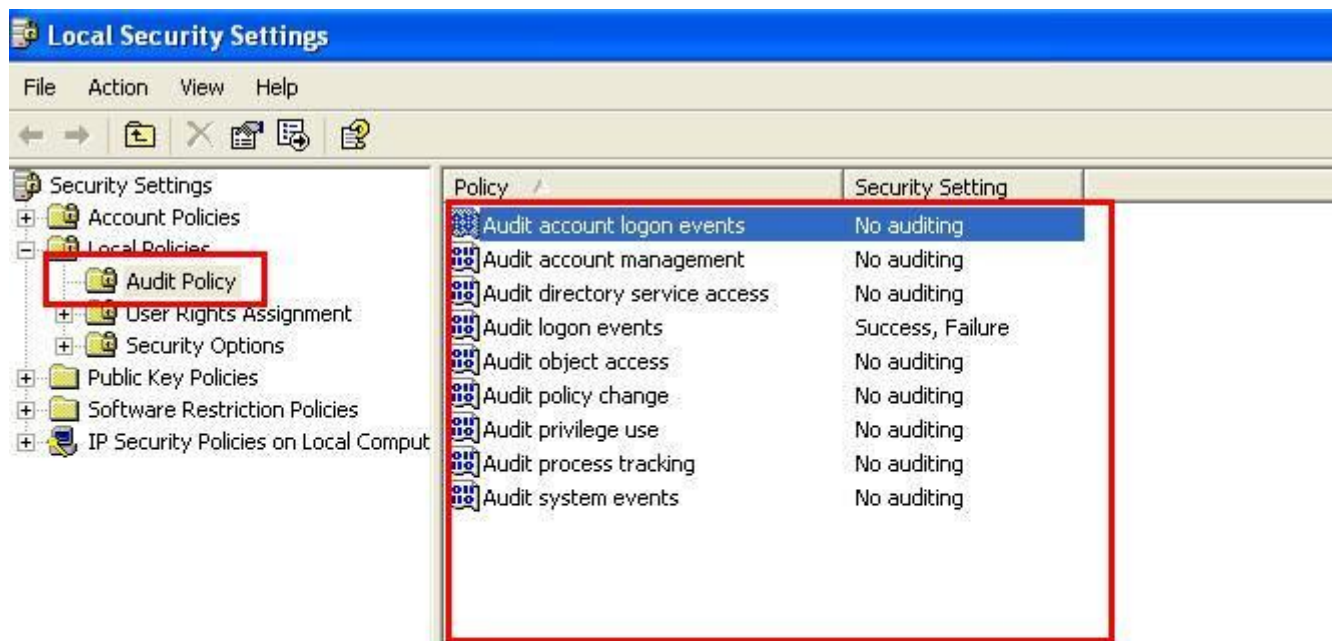 Local Security Settings
File Action View Help
Security Settings
Account Policies
Local Policies
Audit Policy
User Rights Assignment
Security Options
Public Key Policies
Software Restriction Policies
IP Security Policies on Local Comput
Policy Security Setting
Audit account logon events No auditing
Audit account management No auditing
Audit directory service access No auditing
Audit logon events Success, Failure
Audit object access No auditing
Audit policy change No auditing
Audit privilege use No auditing
Audit process tracking No auditing
Audit system events No auditing